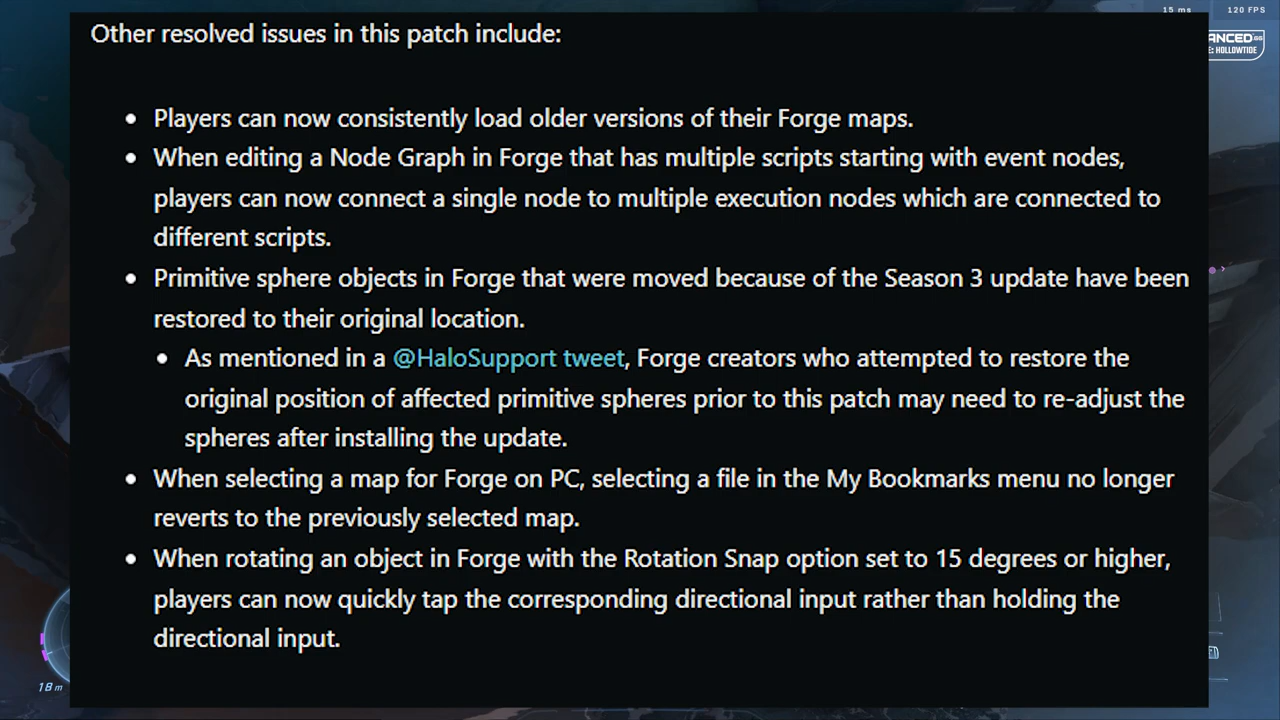 15 ms 120 FPS
Other resolved issues in this patch include:
ANCED.GG
E: HOLLOWTIDE
• Players can now consistently load older versions of their Forge maps.
• When editing a Node Graph in Forge that has multiple scripts starting with event nodes,
players can now connect a single node to multiple execution nodes which are connected to
different scripts.
• Primitive sphere objects in Forge that were moved because of the Season 3 update have been
restored to their original location.
• As mentioned in a @HaloSupport tweet, Forge creators who attempted to restore the
original position of affected primitive spheres prior to this patch may need to re-adjust the
spheres after installing the update.
• When selecting a map for Forge on PC, selecting a file in the My Bookmarks menu no longer
reverts to the previously selected map.
• When rotating an object in Forge with the Rotation Snap option set to 15 degrees or higher,
players can now quickly tap the corresponding directional input rather than holding the
directional input.
18 m